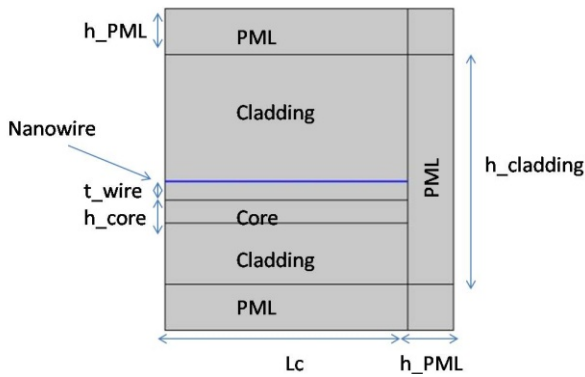 h_PML
PML
Cladding
Nanowire
h_cladding
PML
t_wire
h_core
Core
Cladding
PML
Lc
h_PML